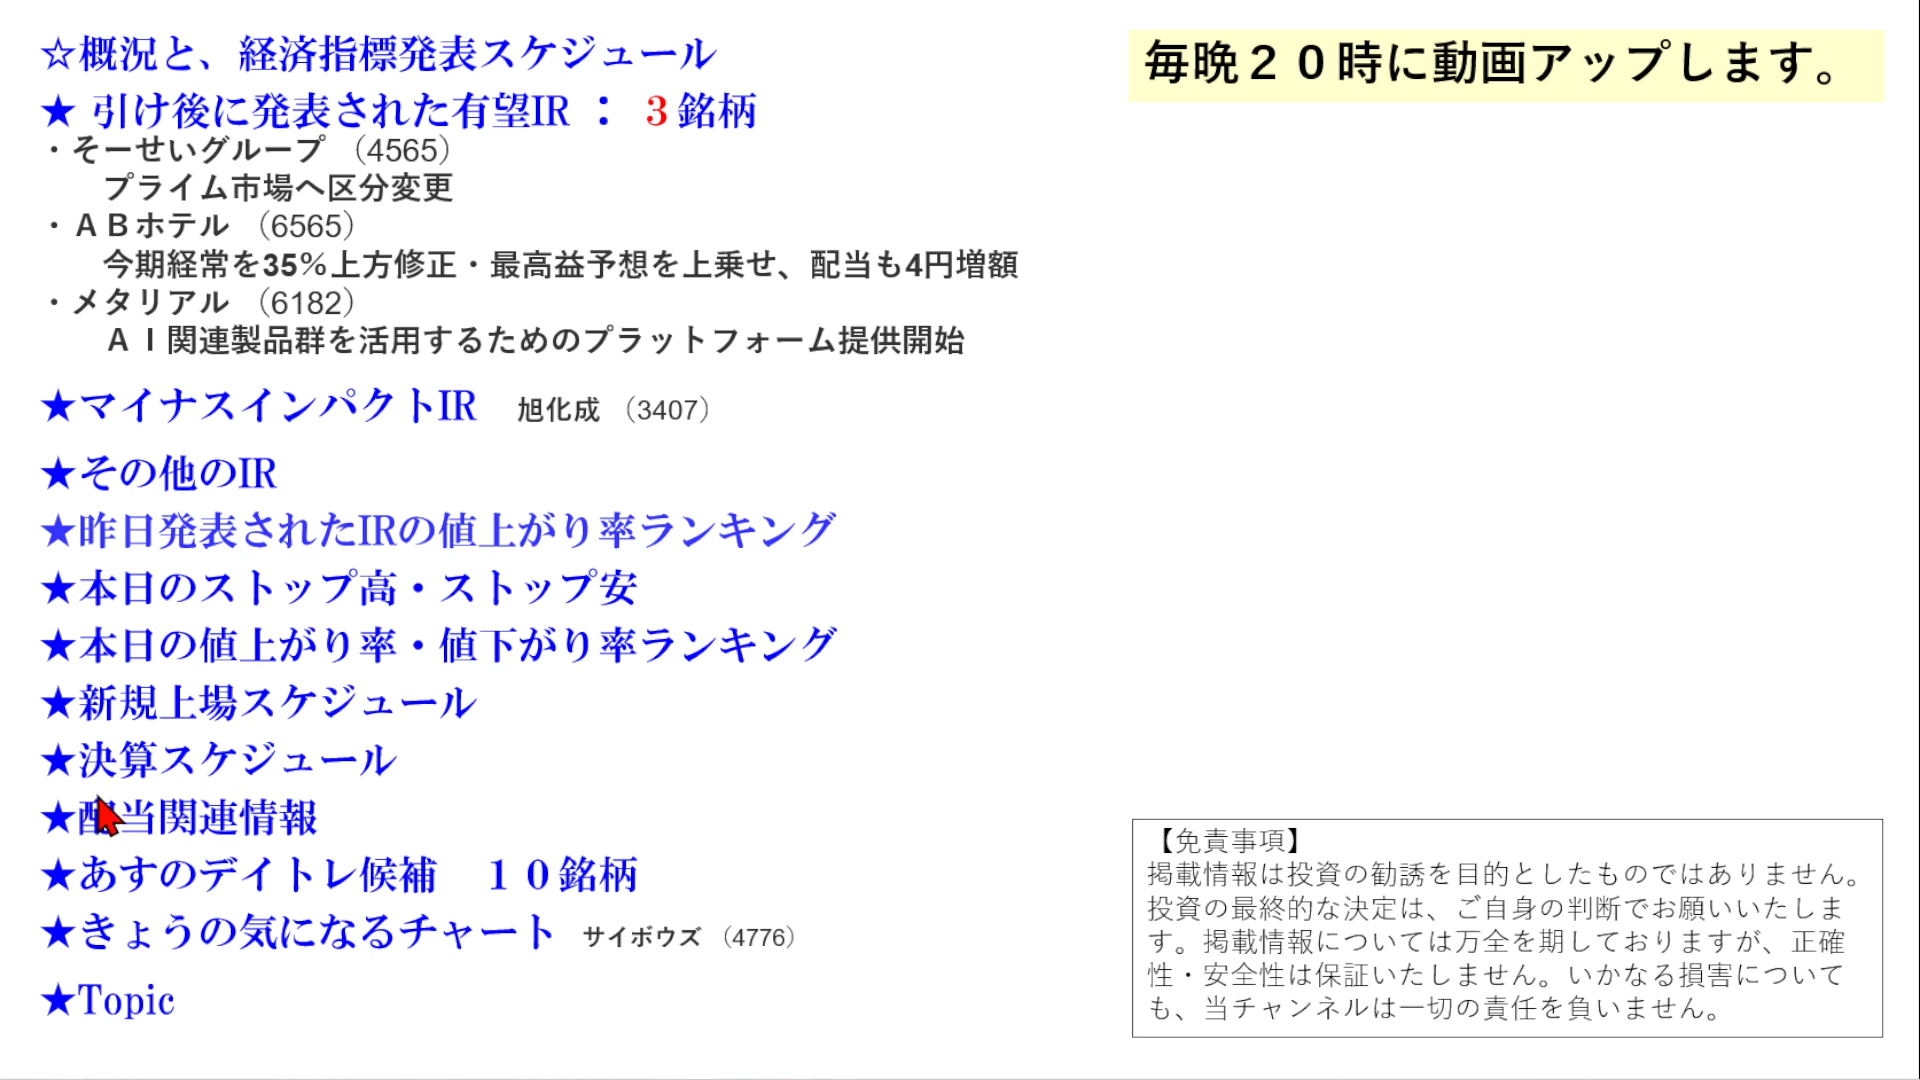 ☆概況と、経済指標発表スケジュール
★ 引け後に発表された有望IR ： ３銘柄
・そーせいグループ （4565）
プライム市場へ区分変更
・ＡＢホテル （6565）
今期経常を35％上方修正・最高益予想を上乗せ、配当も4円増額
・メタリアル （6182）
ＡＩ関連製品群を活用するためのプラットフォーム提供開始
★マイナスインパクトIR 旭化成 （3407）
★その他のIR
★昨日発表されたIRの値上がり率ランキング
★本日のストップ高・ストップ安
★本日の値上がり率・値下がり率ランキング
★新規上場スケジュール
★決算スケジュール
★配当関連情報
★あすのデイトレ候補　１０銘柄
★きょうの気になるチャート サイボウズ （4776）
★Topic
毎晩２０時に動画アップします。
【免責事項】
掲載情報は投資の勧誘を目的としたものではありません。
投資の最終的な決定は、ご自身の判断でお願いいたしま
す。掲載情報については万全を期しておりますが、正確
性・安全性は保証いたしません。いかなる損害について
も、当チャンネルは一切の責任を負いません。